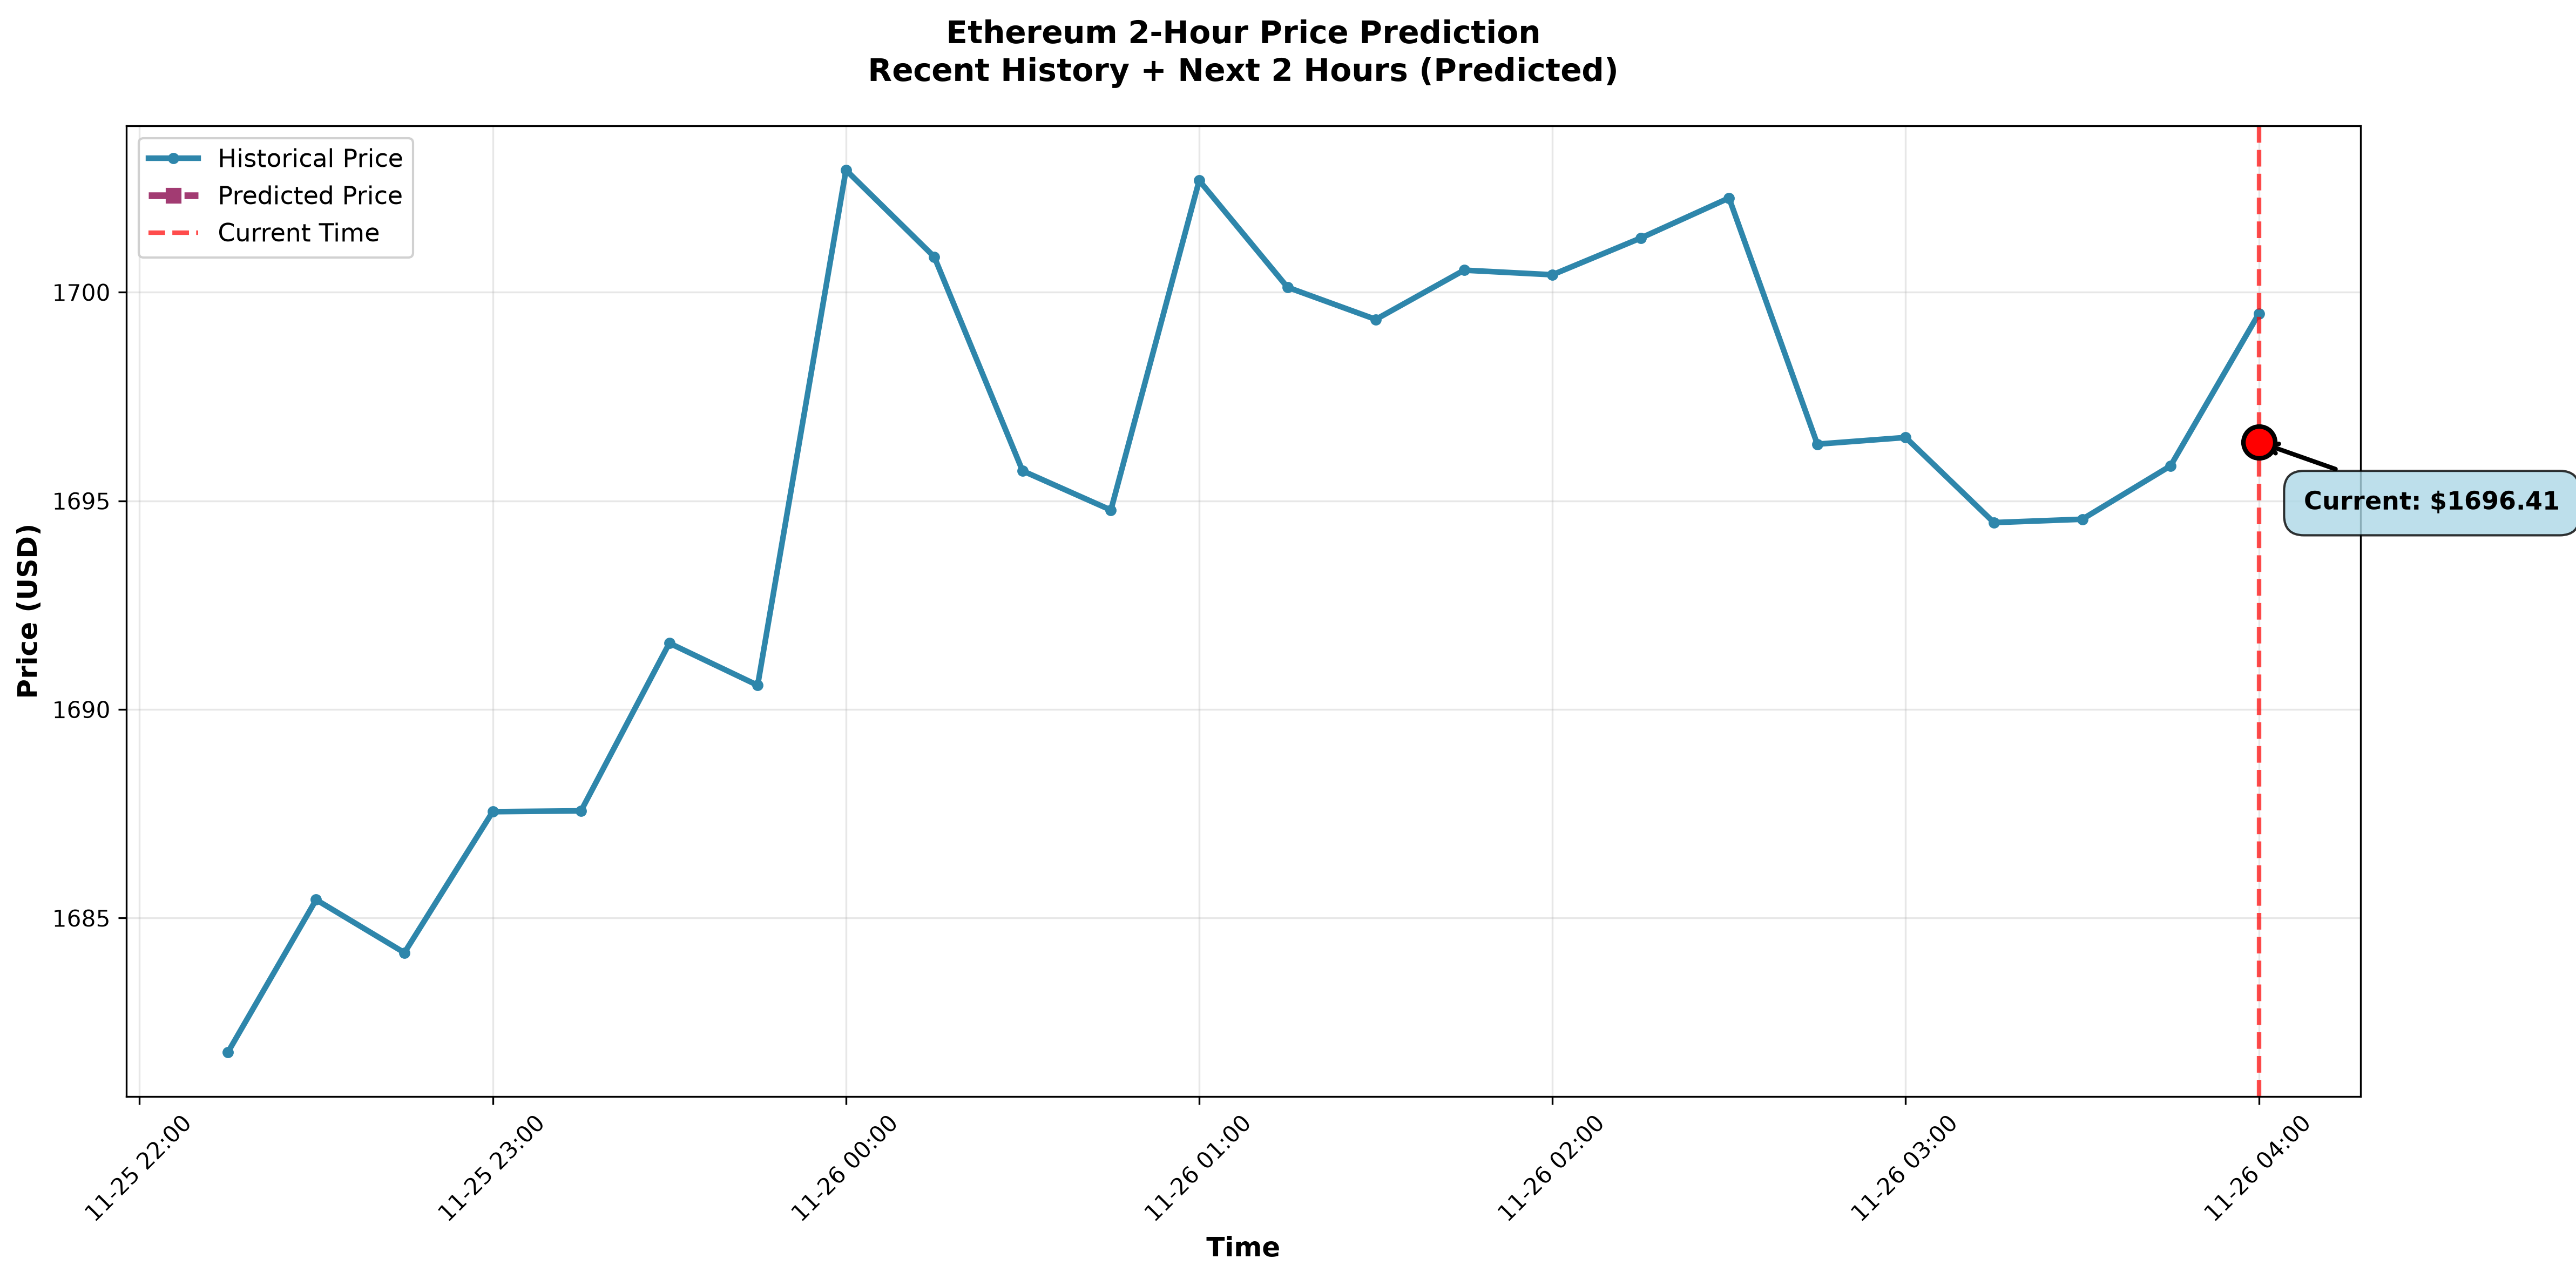 Ethereum 2-Hour Price Prediction
Recent History + Next 2 Hours (Predicted)
Historical Price
Predicted Price
Current Time
Price (USD)
1700
1695
1690
1685
Current: $1696.41
11-25 22:00
11-25 23:00
11-26 00:00
11-26 01:00
11-26 02:00
11-26 03:00
11-26 04:00
Time